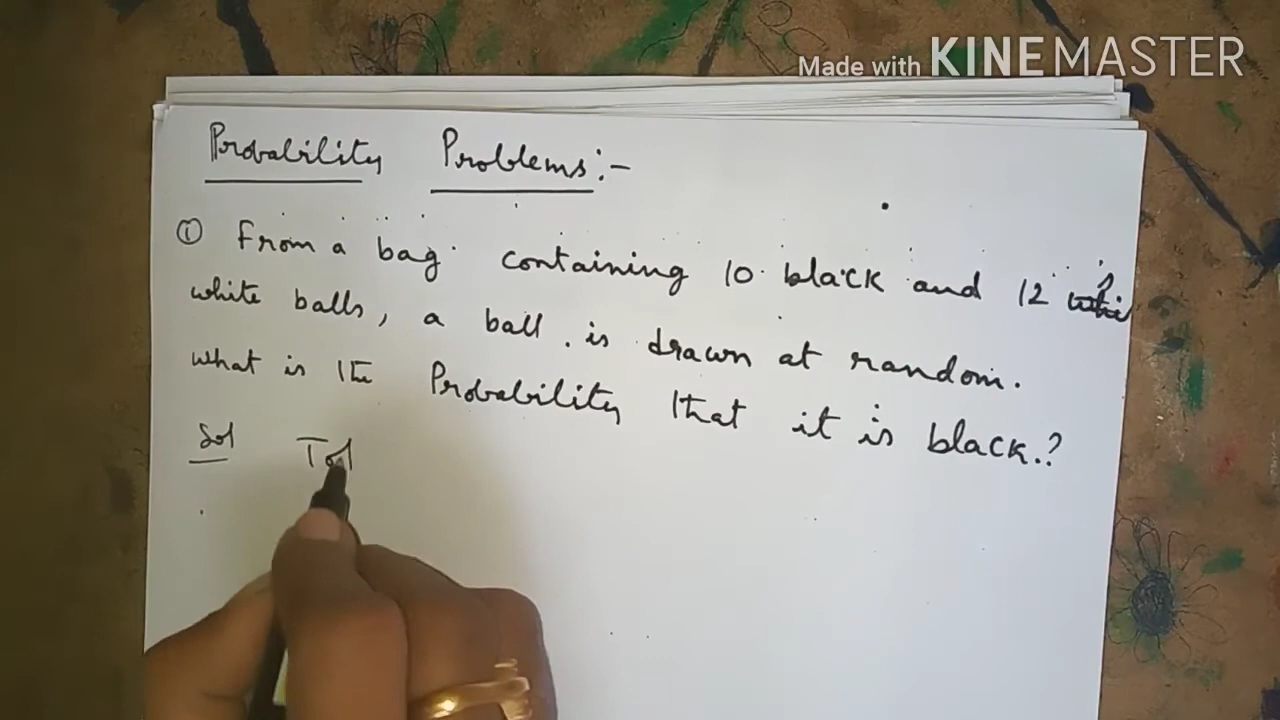 Made with KINEMASTER
Probability Problems:-
① From a bag containing 10 black and 12
white balls, a ball is drawn at random.
what is the Probability that it is black.?
Sol Tot